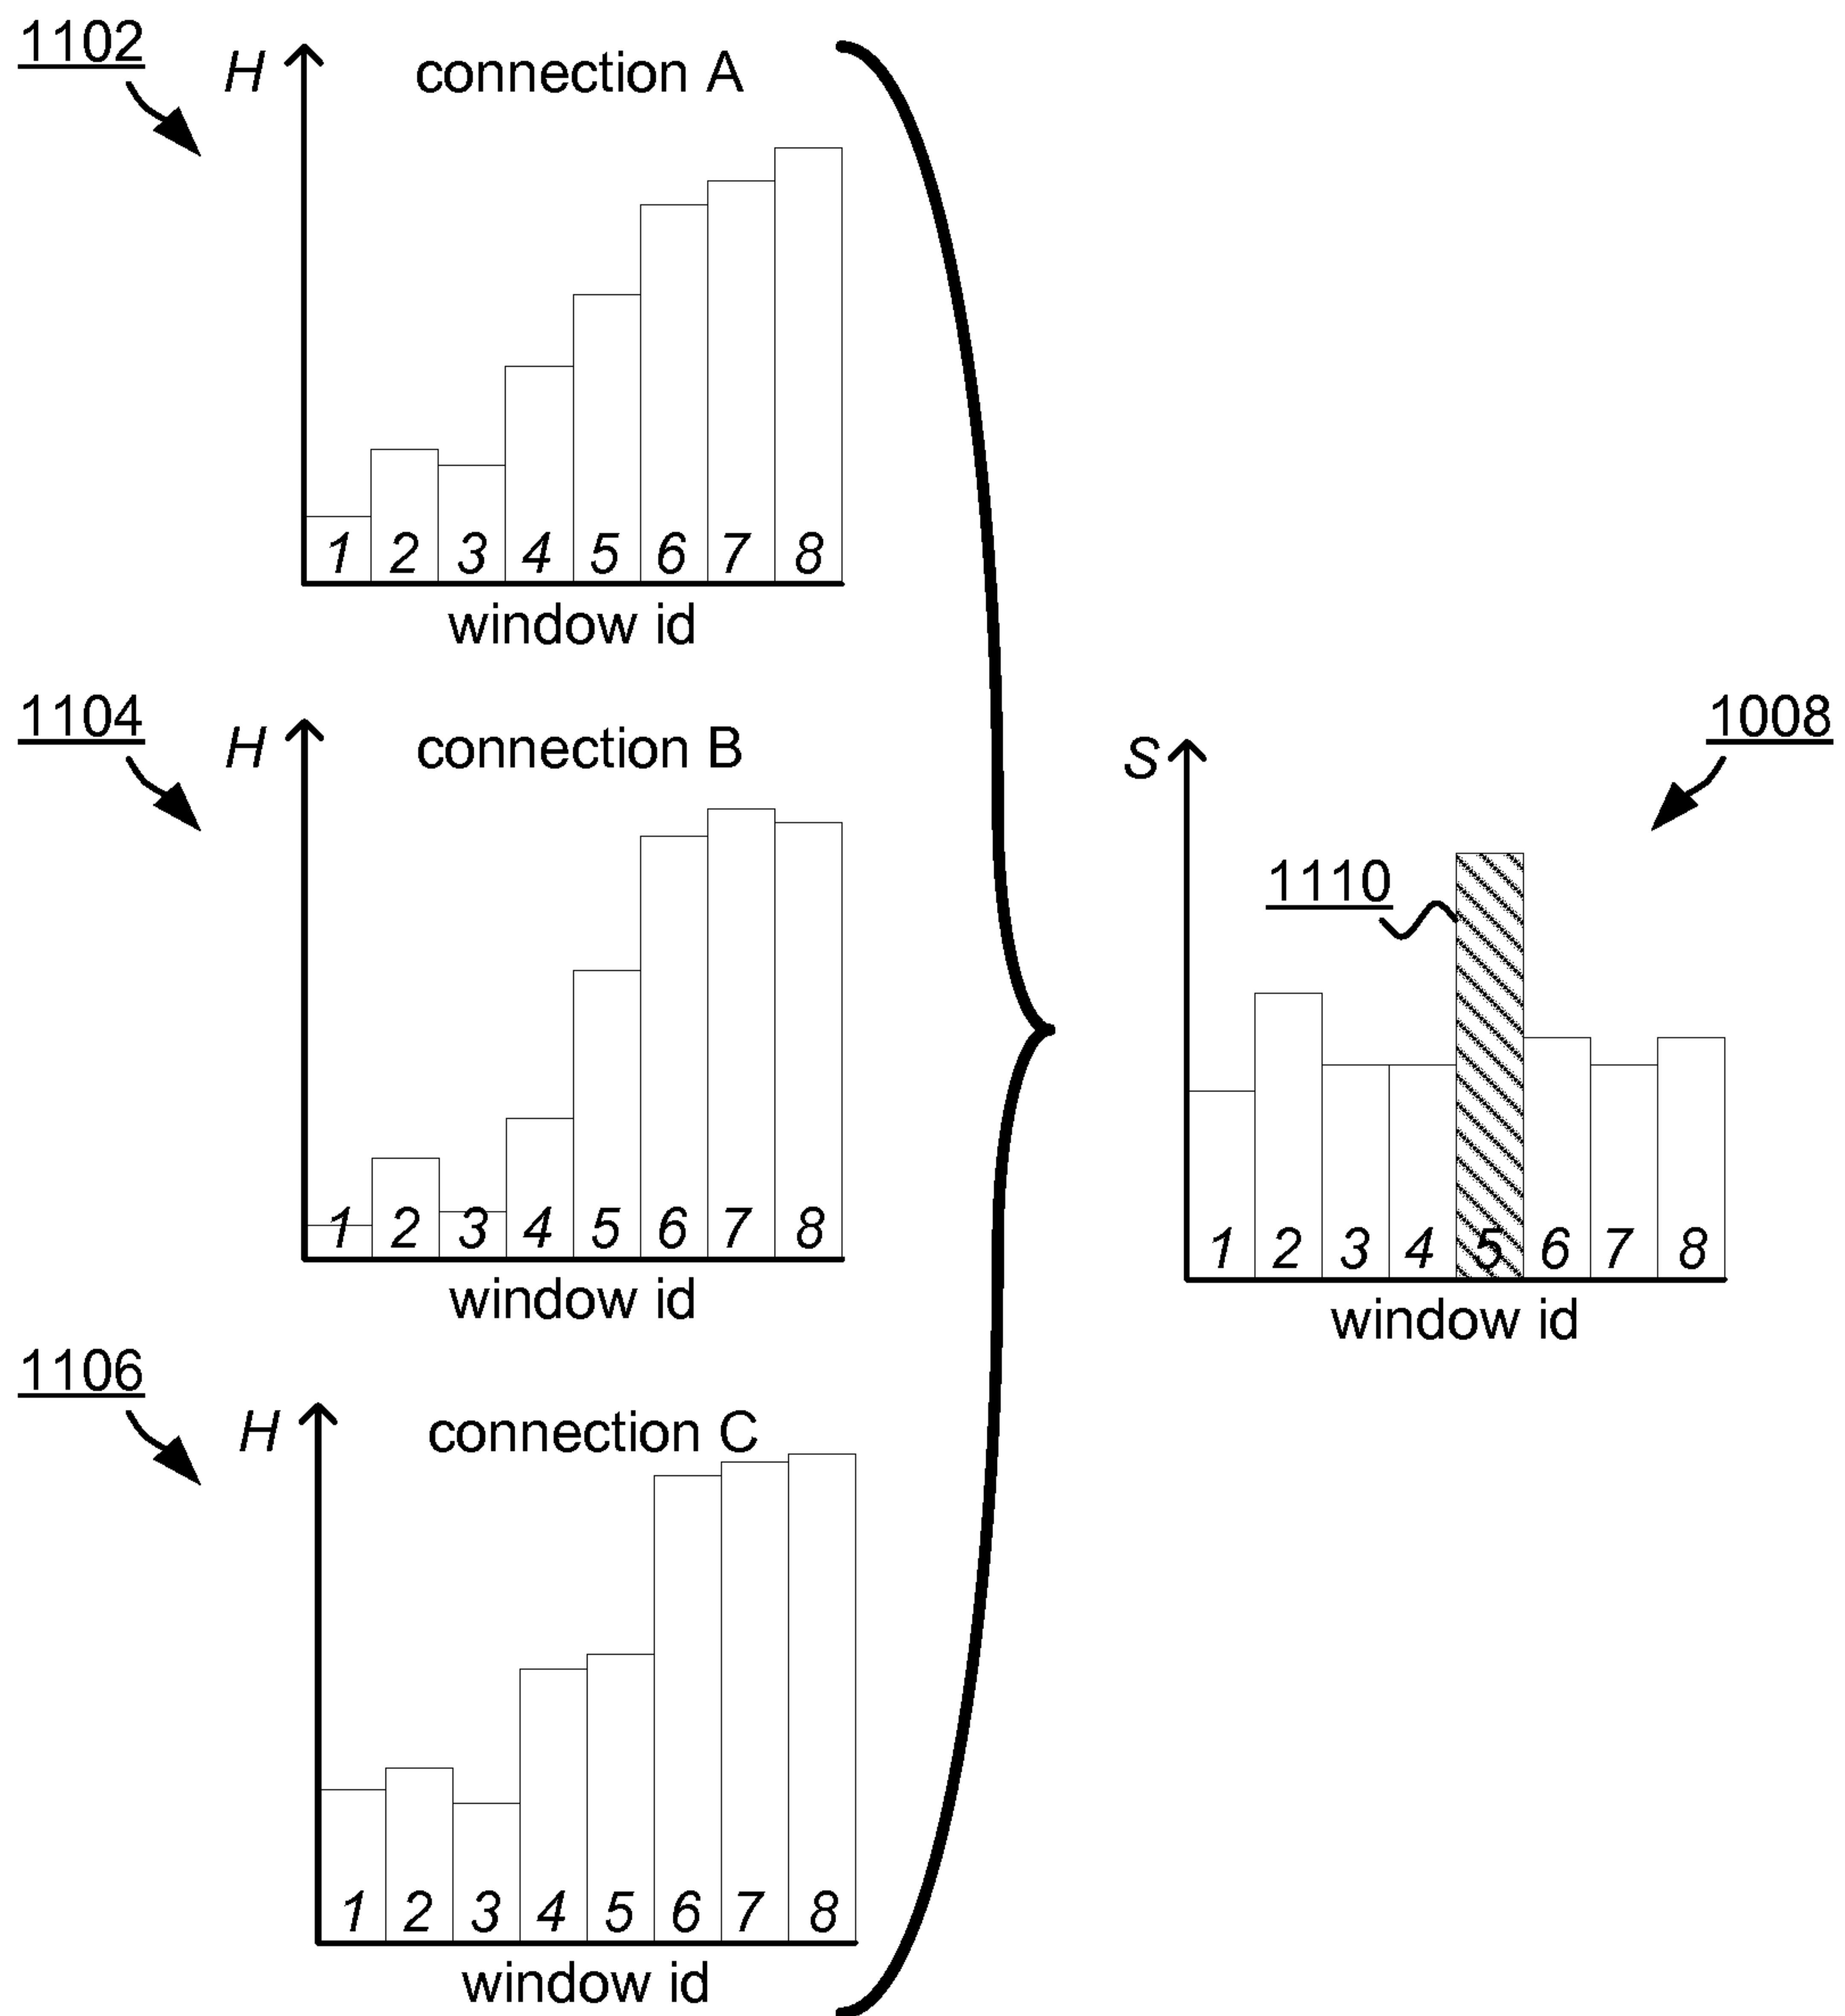 1102
H
connection A
1 2 3 4 5 6 7 8
window id
1104
H
connection B
1 2 3 4 5 6 7 8
window id
1106
H
connection C
1 2 3 4 5 6 7 8
window id
1008
S
1110
1 2 3 4 5 6 7 8
window id